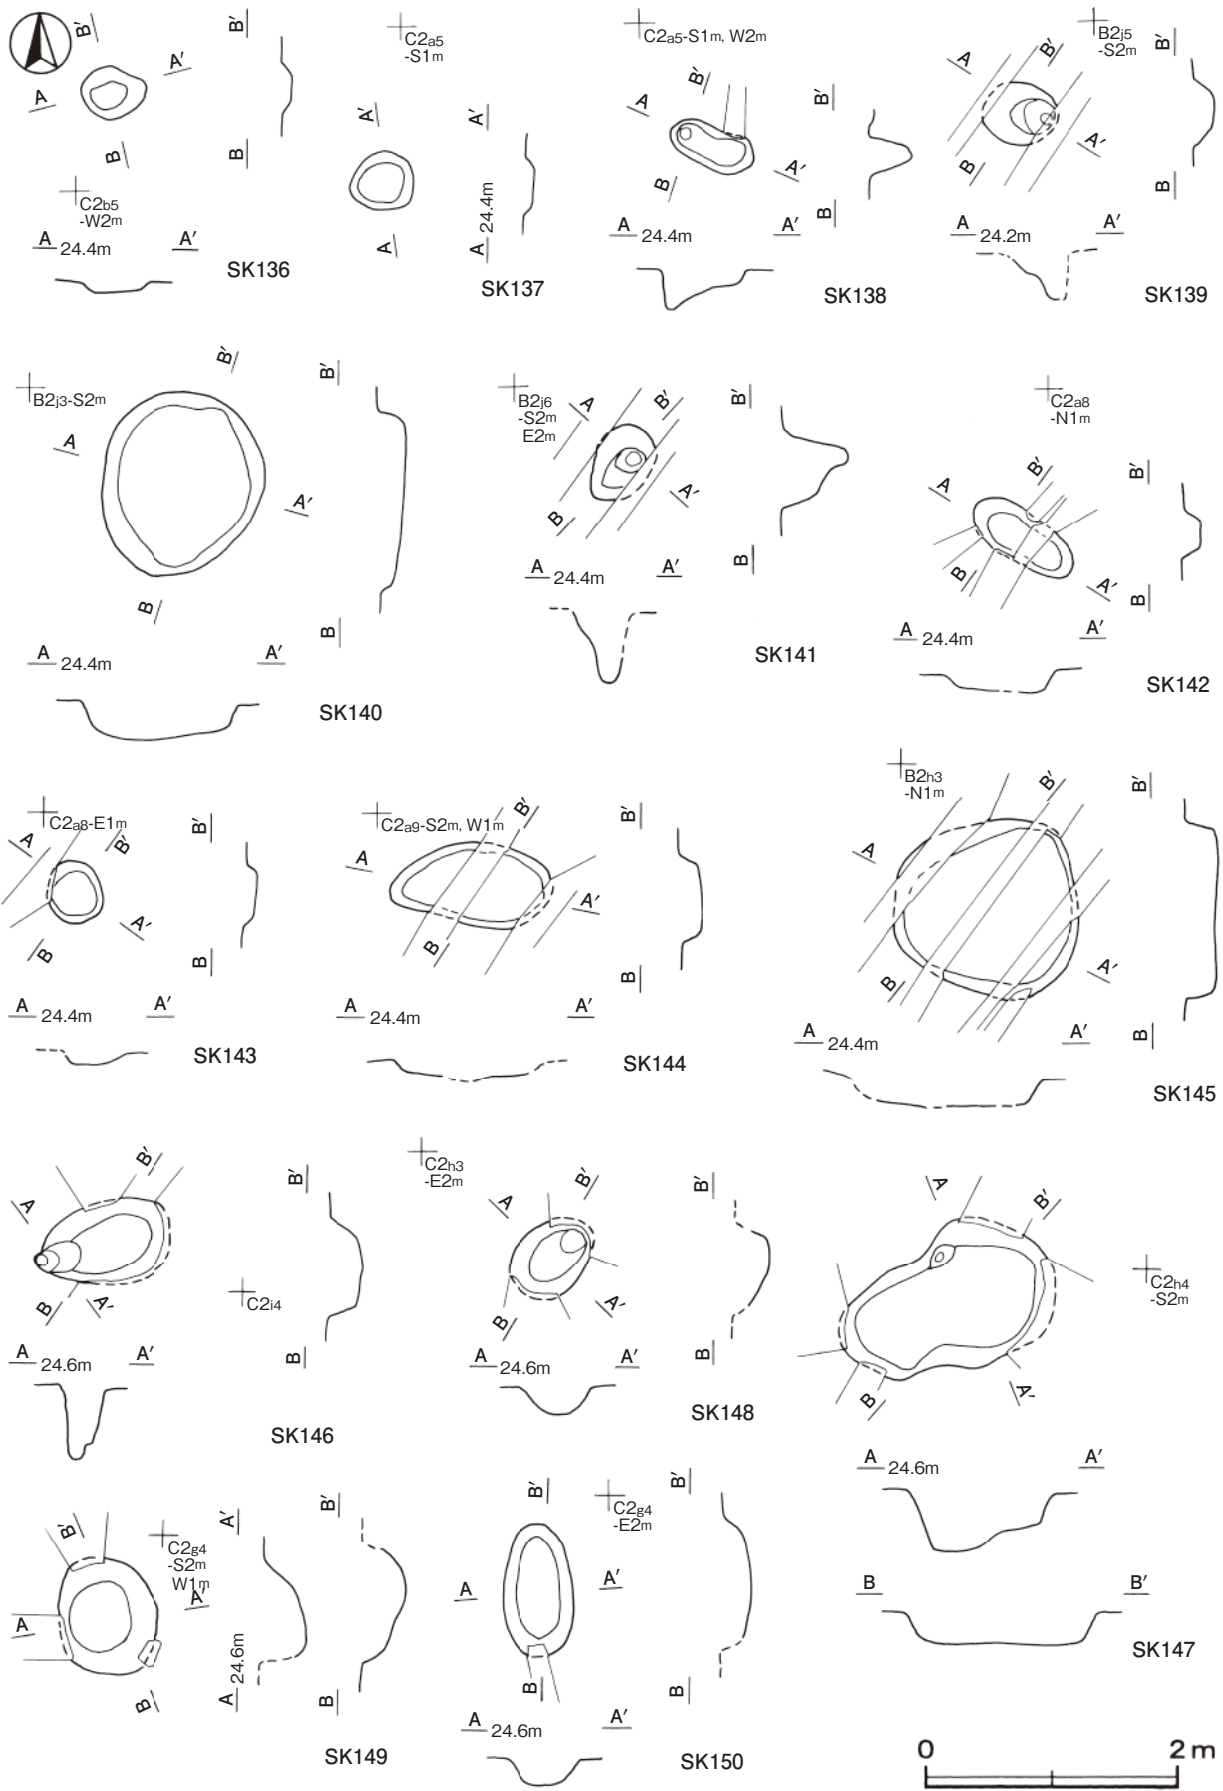 B'
A'
A
B
C2b5
-W2m
A 24.4m A'
B'
B
SK136
C2a5
-S1m
A'
A
A'
A 24.4m
SK137
C2a5-S1m, W2m
B'
A
A'
B
B'
B
A 24.4m A'
SK138
B2j5
-S2m
A
B'
A'
B
B'
B
A 24.2m A'
SK139
B2j3-S2m
B'
A
A'
B
B'
B
A 24.4m A'
SK140
B2j6
-S2m
E2m
A
B'
A'
B
B'
B
A 24.4m A'
SK141
C2a8
-N1m
B'
A
A'
B
B'
B
A 24.4m A'
SK142
C2a8-E1m
A
B'
A'
B
B'
B
A 24.4m A'
SK143
C2a9-S2m, W1m
B'
A
A'
B
B'
B
A 24.4m A'
SK144
B2h3
-N1m
B'
A
A'
B
B'
B
A 24.4m A'
SK145
B'
A
B
A'
C2i4
B'
B
A 24.6m A'
SK146
C2h3
-E2m
B'
A
A'
B
B'
B
A 24.6m A'
SK148
A
B'
C2h4
-S2m
B
A'
A 24.6m A'
B B'
SK147
B'
C2g4
-S2m
W1m
A'
A
B'
A'
A 24.6m
B'
B
SK149
B'
C2g4
-E2m
A
A'
B
B'
B
A 24.6m A'
SK150
0 2m